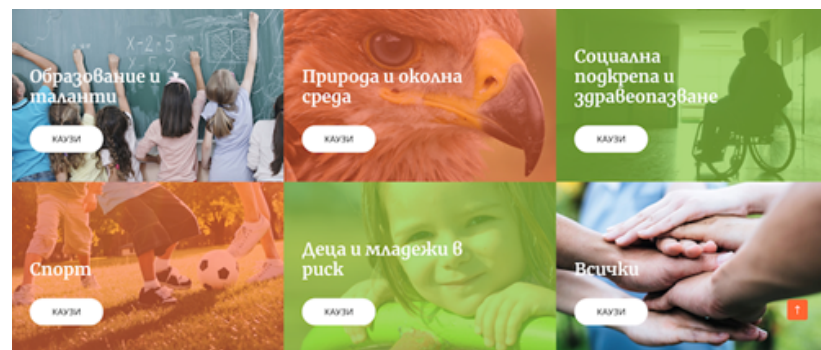 Образование и
таланти
КАУЗИ
Природа и околна
среда
КАУЗИ
Социална
подкрепа и
здравеопазване
КАУЗИ
Спорт
КАУЗИ
Деца и младежи в
риск
КАУЗИ
Всички
КАУЗИ